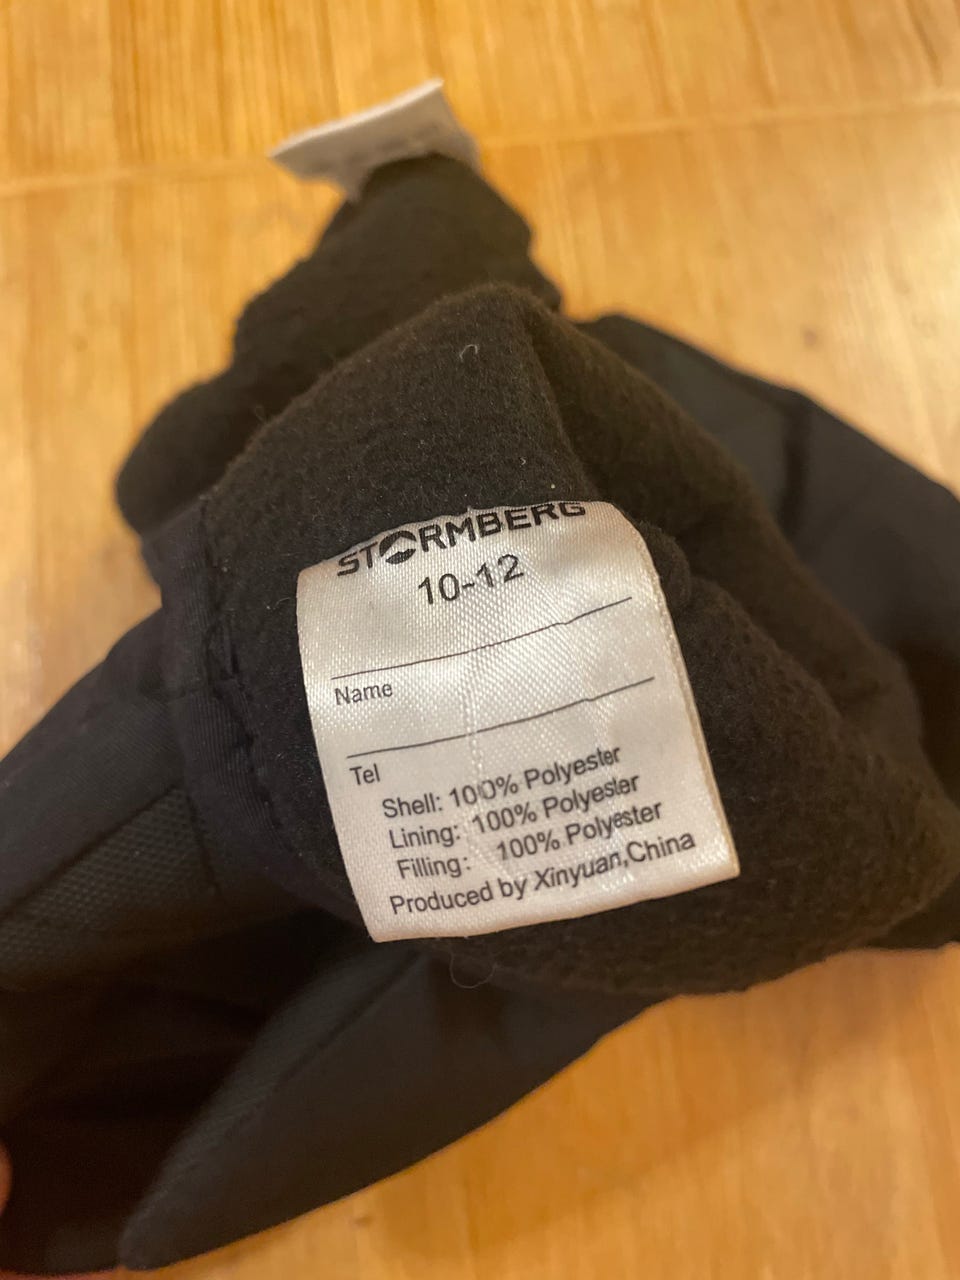 STORMBERG
10-12
Name
Tel
Shell: 100% Polyester
Lining: 100% Polyester
Filling: 100% Polyester
Produced by Xinyuan,China